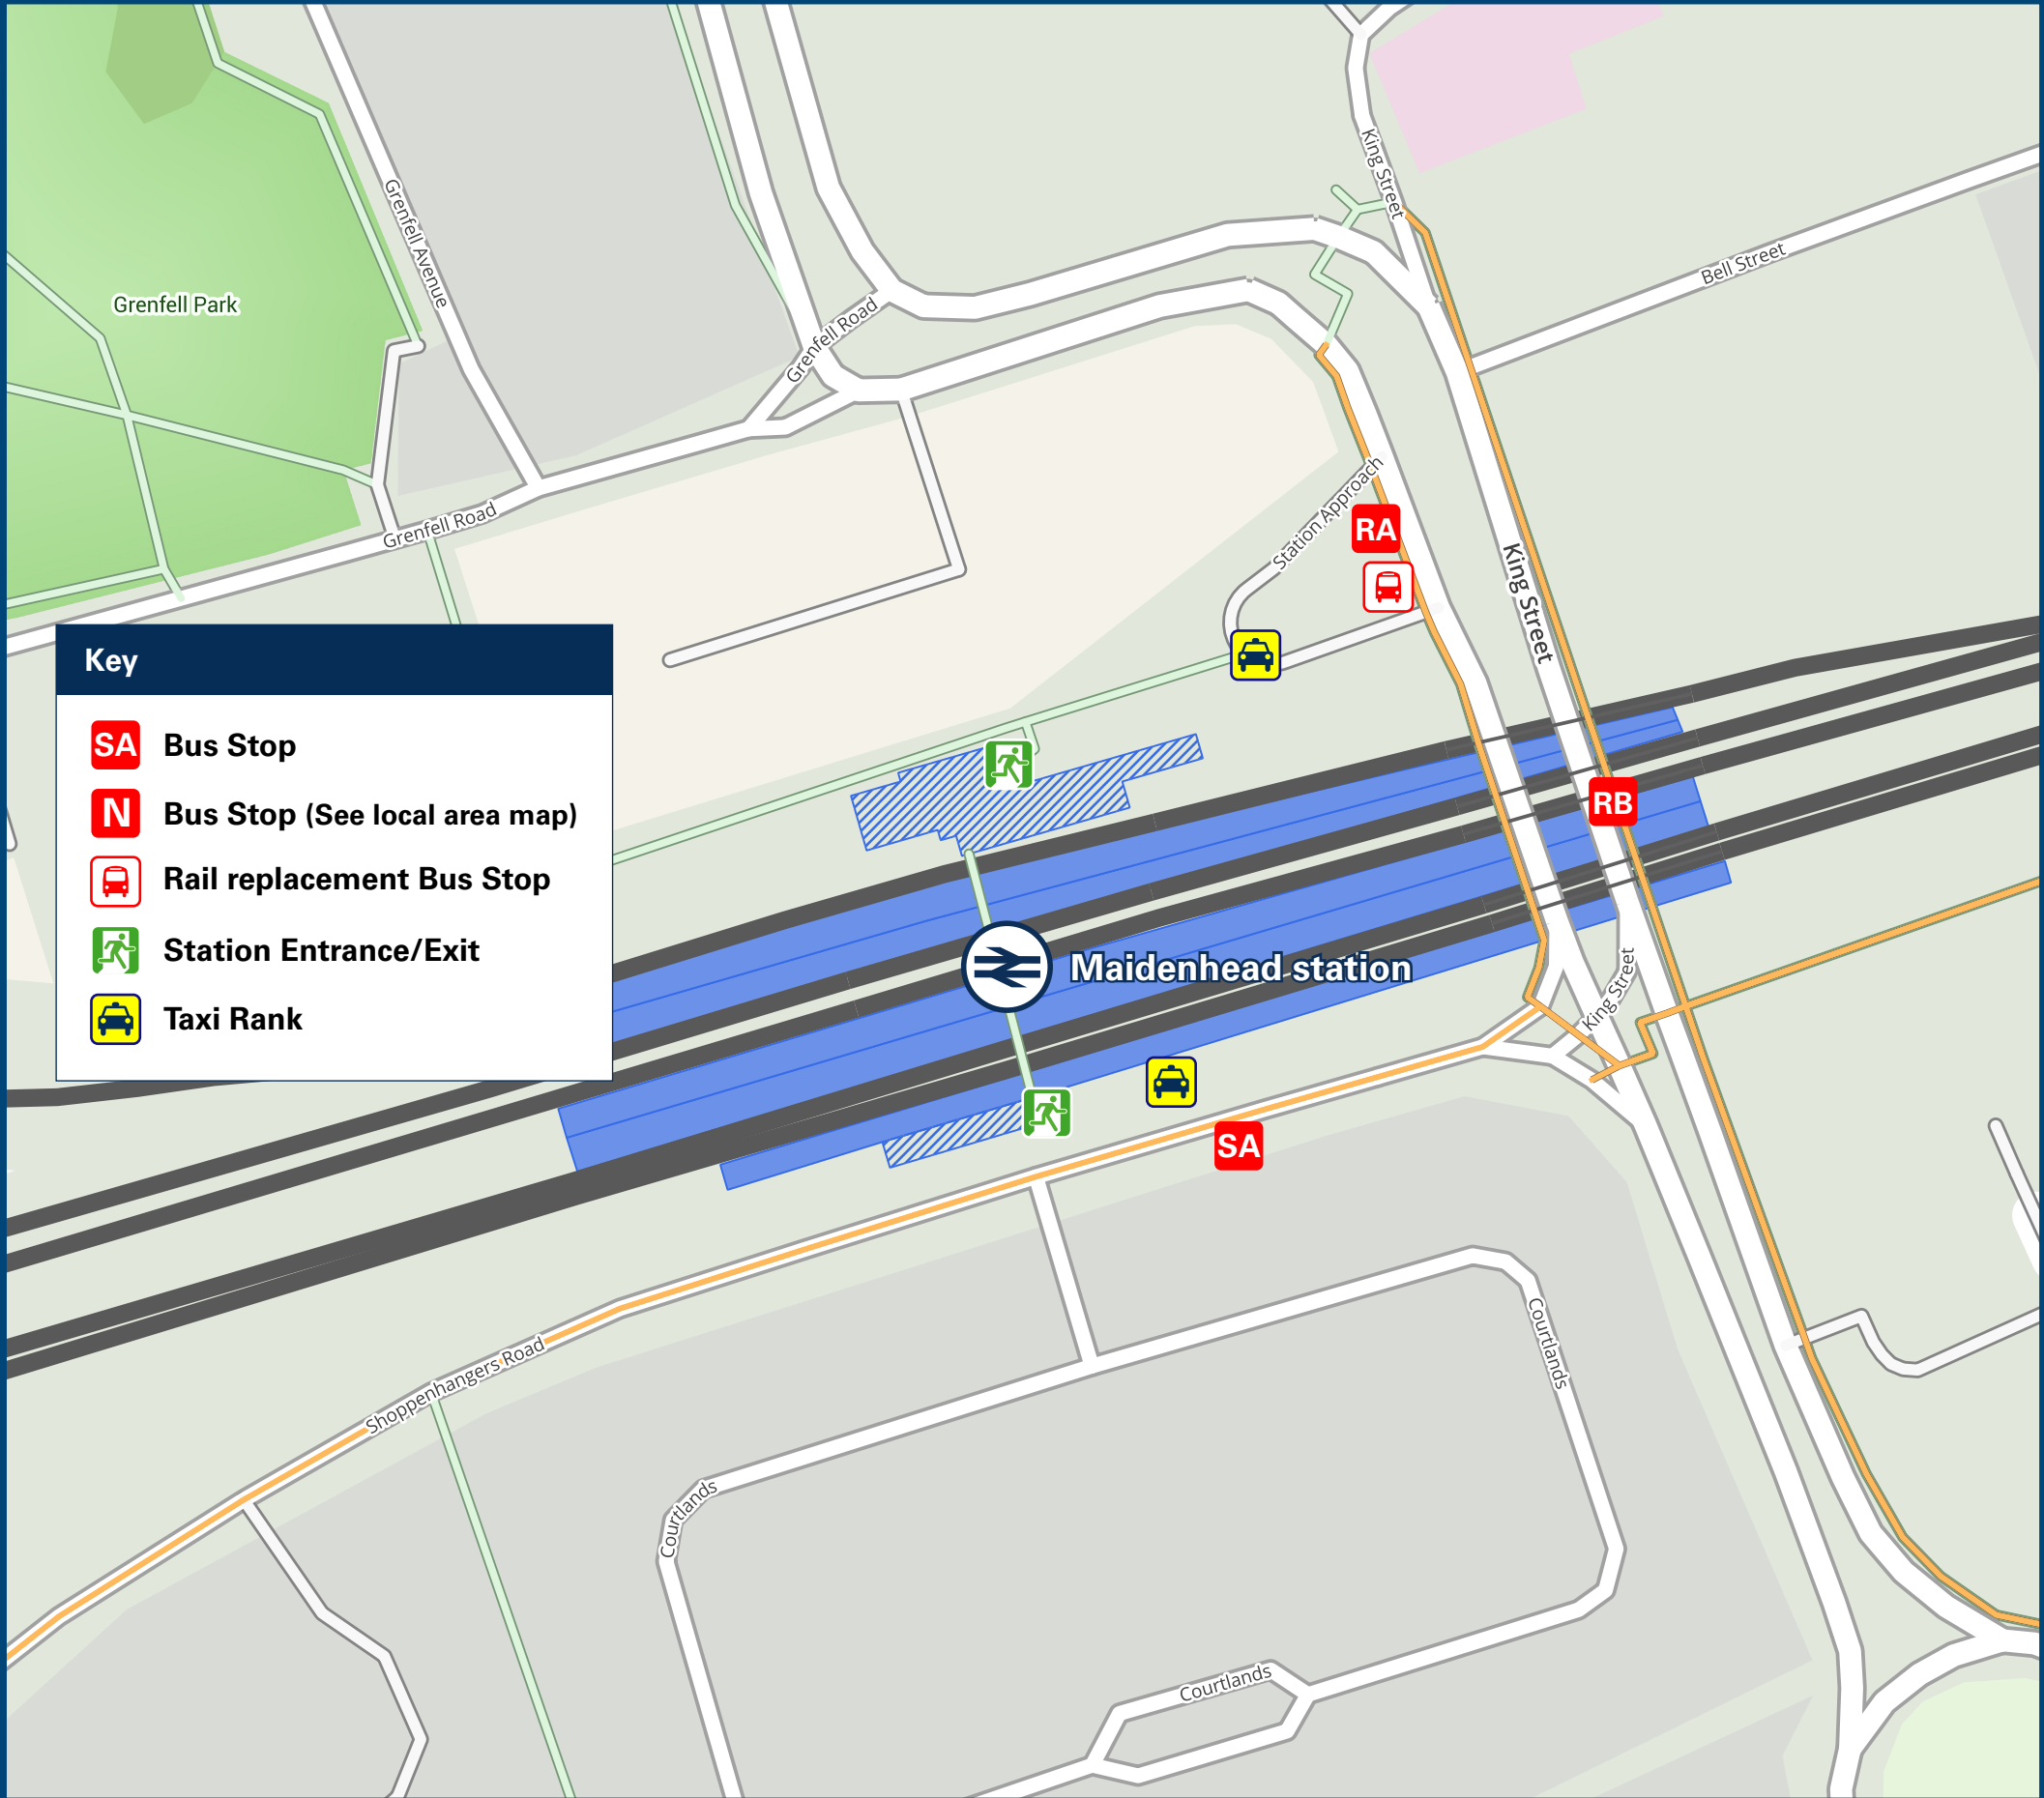 King Street
Grenfell Avenue
Bell Street
Grenfell Park
Grenfell Road
Station Approach
Grenfell Road
RA
King Street
Key
SA Bus Stop
N Bus Stop (See local area map)
Rail replacement Bus Stop
Station Entrance/Exit
Taxi Rank
RB
Maidenhead station
King Street
SA
Shoppenhangers Road
Courtlands
Courtlands
Courtlands